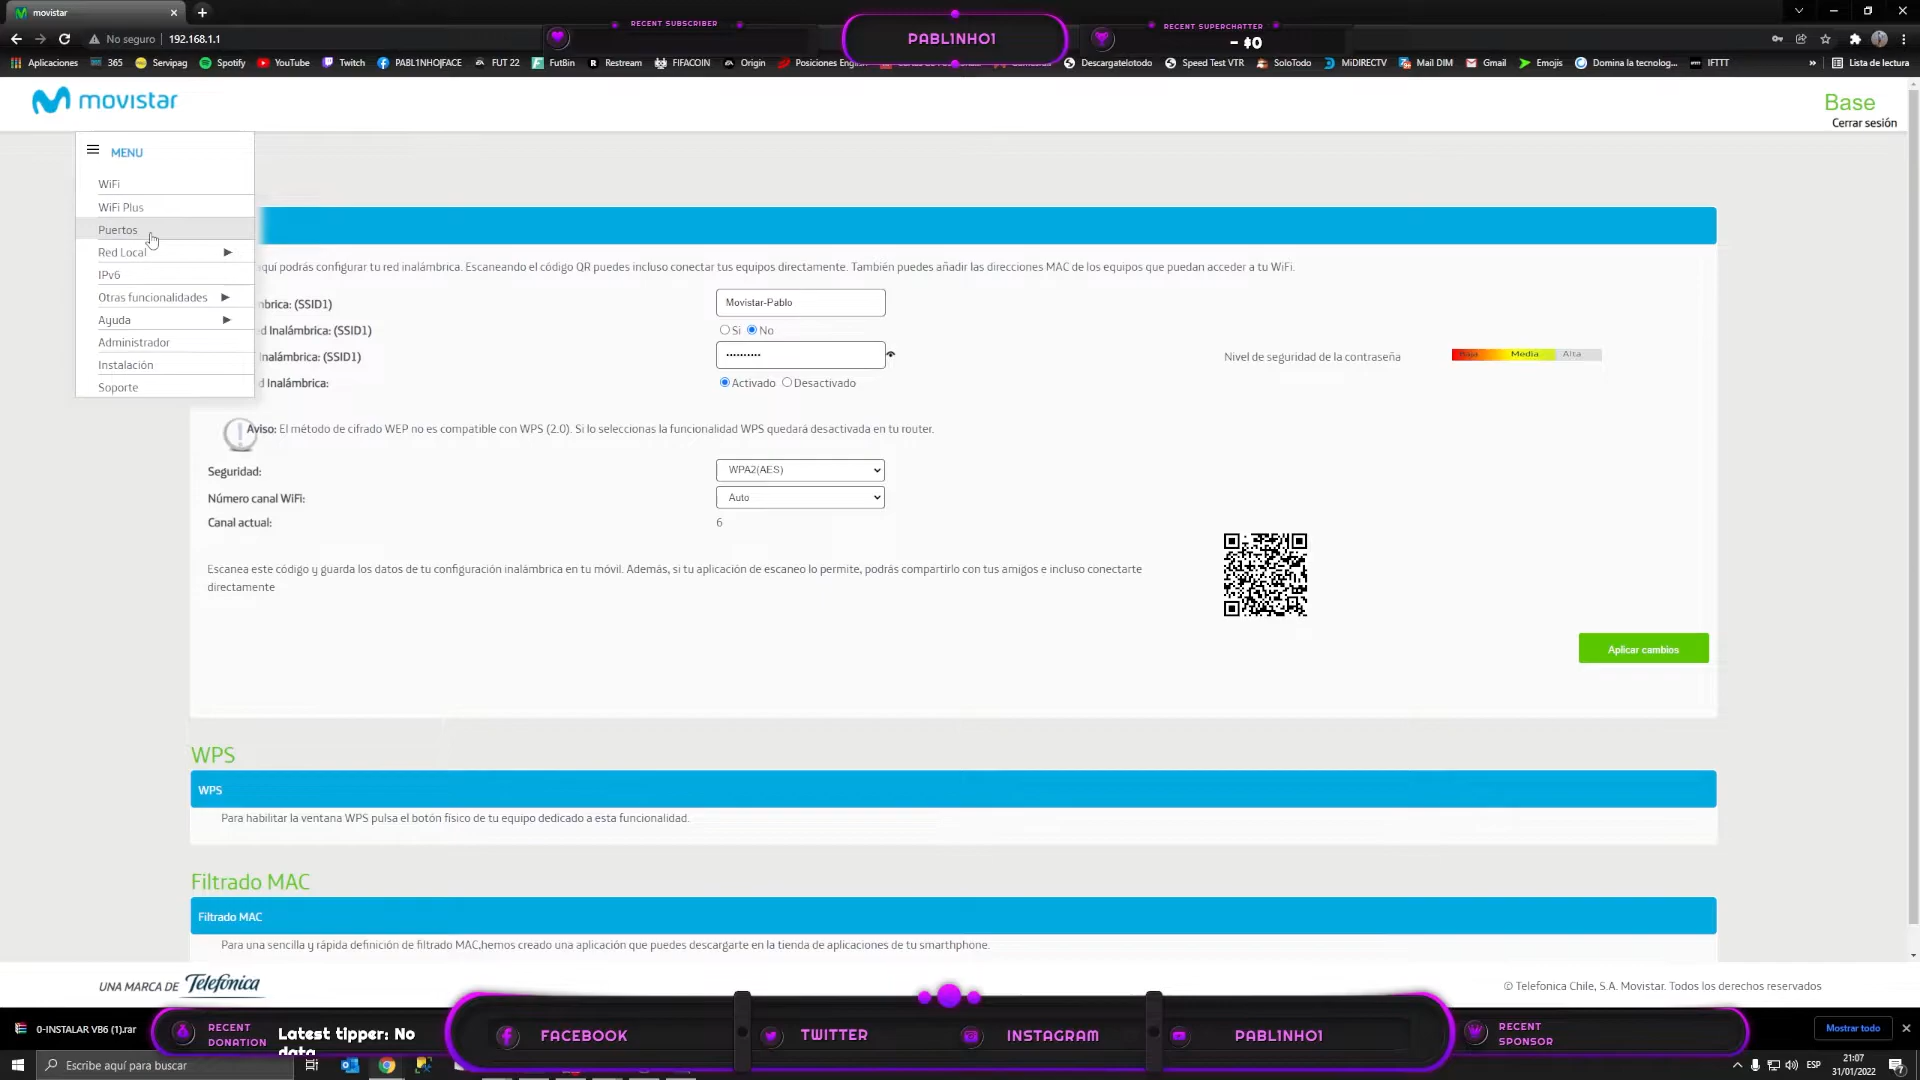 movistar
RECENT SUBSCRIBER
PABL1NHO1
RECENT SUPERCHATTER
- $0
No seguro
192.168.1.1
Aplicaciones
365
Servipag
Spotify
YouTube
Twitch
PABL1NHO|FACE
FUT 22
FutBin
Restream
FIFACOIN
Origin
Posiciones
Descargatelotodo
Speed Test VTR
SoloTodo
MiDIRECTV
Mail DIM
Gmail
Emojis
Domina la tecnolog...
IFTTT
»
Lista de lectura
movistar
Base
Cerrar sesión
MENU
WiFi
WiFi Plus
Puertos
Red Local
IPv6
Otras funcionalidades
Ayuda
Administrador
Instalación
Soporte
aquí podrás configurar tu red inalámbrica. Escaneando el código QR puedes incluso conectar tus equipos directamente. También puedes añadir las direcciones MAC de los equipos que puedan acceder a tu WiFi.
mbrica: (SSID1)
Movistar-Pablo
d Inalámbrica: (SSID1)
Si
No
Inalámbrica: (SSID1)
Nivel de seguridad de la contraseña
Baja
Media
Alta
d Inalámbrica:
Activado
Desactivado
Aviso: El método de cifrado WEP no es compatible con WPS (2.0). Si lo seleccionas la funcionalidad WPS quedará desactivada en tu router.
Seguridad:
WPA2(AES)
Número canal WiFi:
Auto
Canal actual:
6
Escanea este código y guarda los datos de tu configuración inalámbrica en tu móvil. Además, si tu aplicación de escaneo lo permite, podrás compartirlo con tus amigos e incluso conectarte
directamente
Aplicar cambios
WPS
WPS
Para habilitar la ventana WPS pulsa el botón físico de tu equipo dedicado a esta funcionalidad.
Filtrado MAC
Filtrado MAC
Para una sencilla y rápida definición de filtrado MAC,hemos creado una aplicación que puedes descargarte en la tienda de aplicaciones de tu smarthphone.
UNA MARCA DE Telefónica
© Telefonica Chile, S.A. Movistar. Todos los derechos reservados
0-INSTALAR VB6 (1).rar
RECENT
DONATION
Latest tipper: No
data
FACEBOOK
TWITTER
INSTAGRAM
PABL1NHO1
RECENT
SPONSOR
Mostrar todo
Escribe aquí para buscar
ESP
21:07
31/01/2022